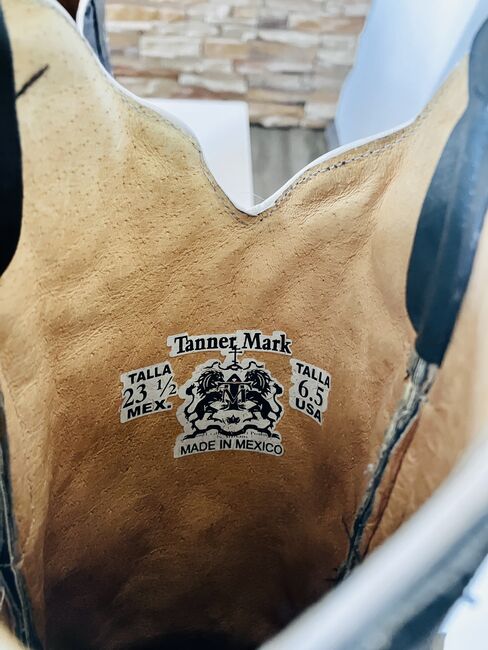 Tanner Mark
TALLA
23 1/2
MEX.
TALLA
6.5
USA
MADE IN MEXICO